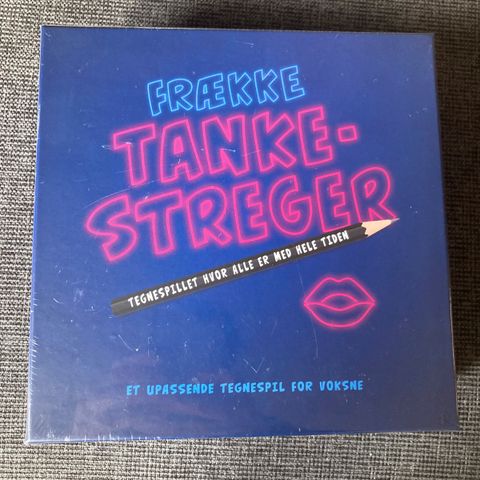 FRÆKKE
TANKE-
STREGER
TEGNESPILLET HVOR ALLE ER MED HELE TIDEN
ET UPASSENDE TEGNESPIL FOR VOKSNE